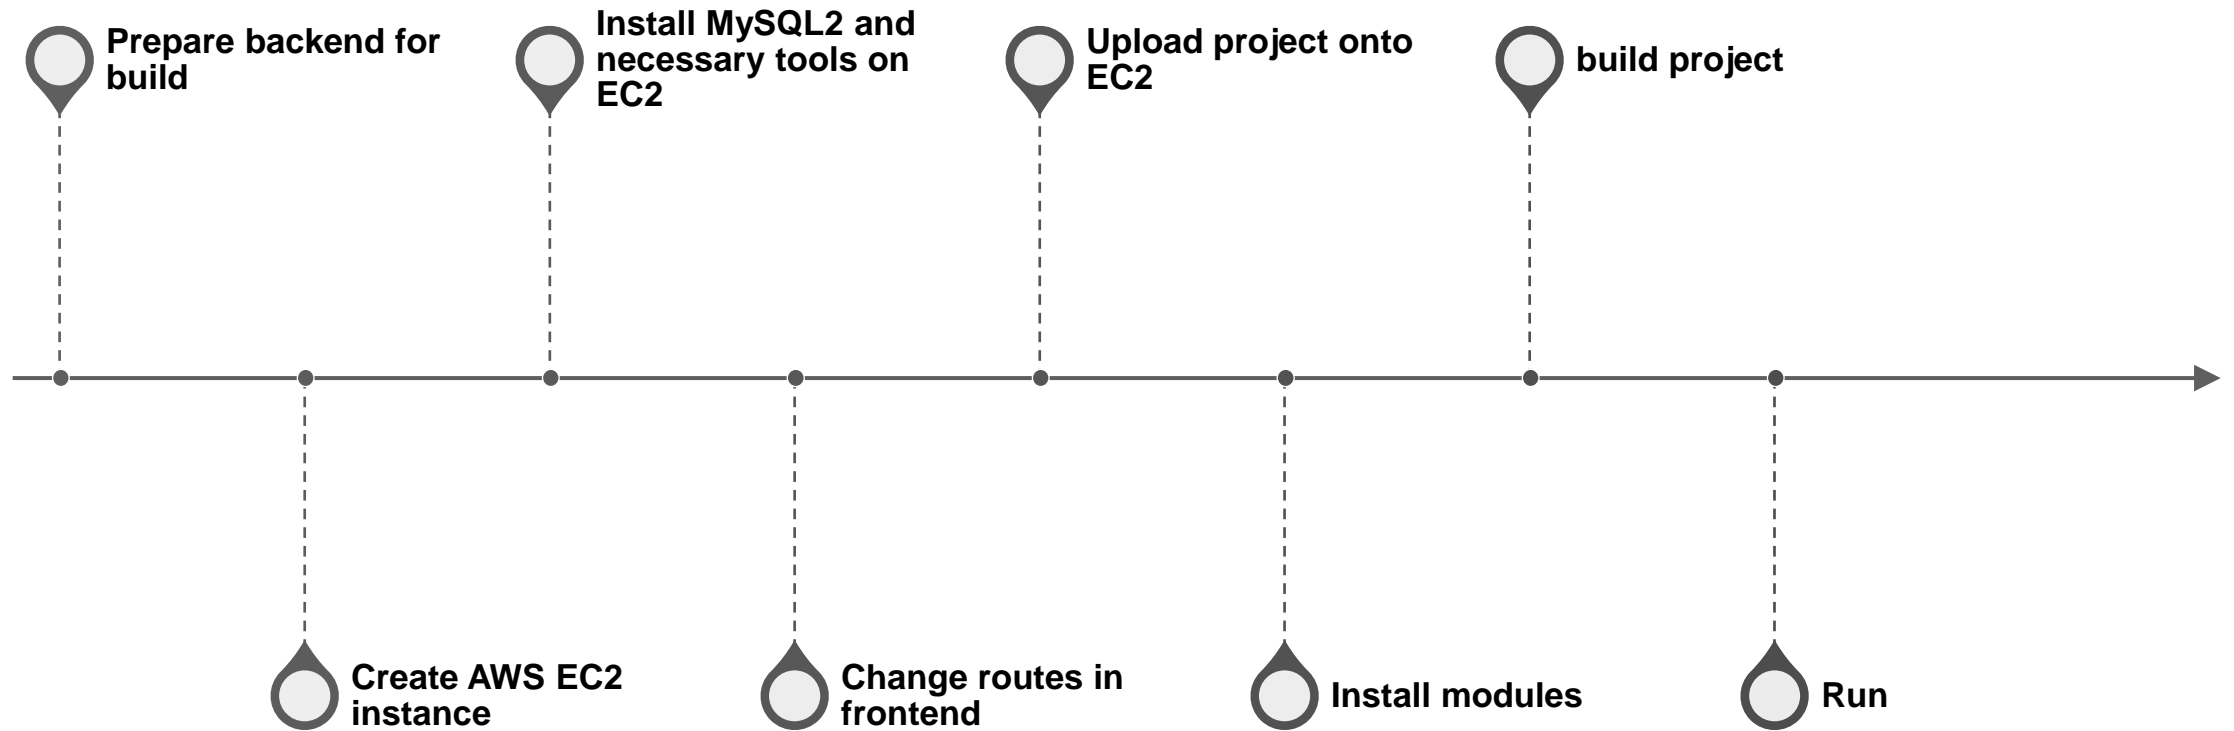 Prepare backend for
build
Install MySQL2 and
necessary tools on
EC2
Upload project onto
EC2
build project
Create AWS EC2
instance
Change routes in
frontend
Install modules
Run